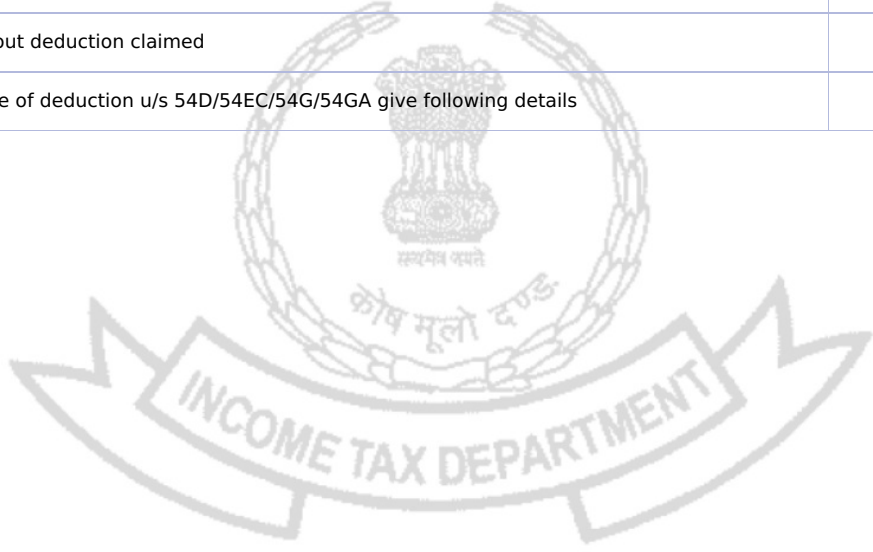 out deduction claimed
e of deduction u/s 54D/54EC/54G/54GA give following details
सत्यमेव जयते
कोष मूलो दण्डः
INCOME TAX DEPARTMENT